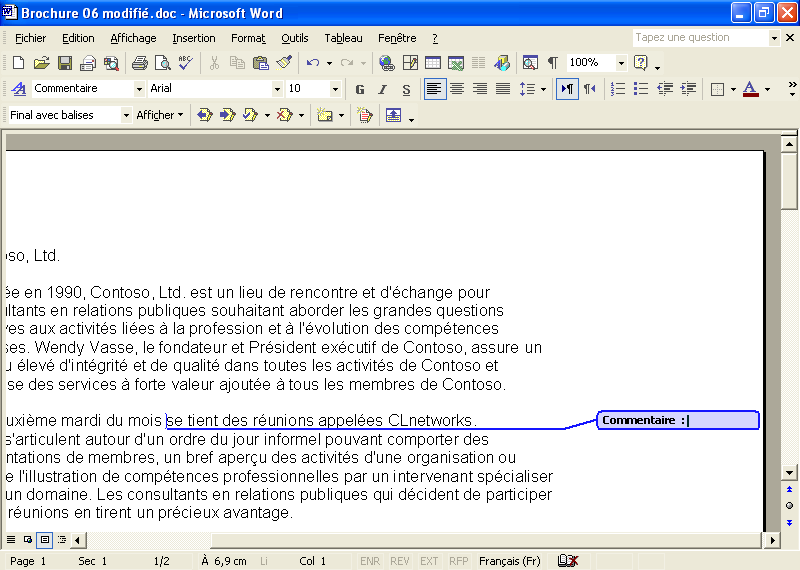 Brochure 06 modifié.doc - Microsoft Word
Fichier Edition Affichage Insertion Format Outils Tableau Fenêtre ? Tapez une question
100%
Commentaire Arial 10 G I S
Final avec balises Afficher
oso, Ltd.
ée en 1990, Contoso, Ltd. est un lieu de rencontre et d'échange pour
ultants en relations publiques souhaitant aborder les grandes questions
ves aux activités liées à la profession et à l'évolution des compétences
ses. Wendy Vasse, le fondateur et Président exécutif de Contoso, assure un
u élevé d'intégrité et de qualité dans toutes les activités de Contoso et
se des services à forte valeur ajoutée à tous les membres de Contoso.
euxième mardi du mois se tient des réunions appelées CLnetworks.
Commentaire :
s'articulent autour d'un ordre du jour informel pouvant comporter des
ntations de membres, un bref aperçu des activités d'une organisation ou
e l'illustration de compétences professionnelles par un intervenant spécialiser
un domaine. Les consultants en relations publiques qui décident de participer
réunions en tirent un précieux avantage.
Page 1 Sec 1 1/2 À 6,9 cm Li Col 1 ENR REV EXT RFP Français (Fr)